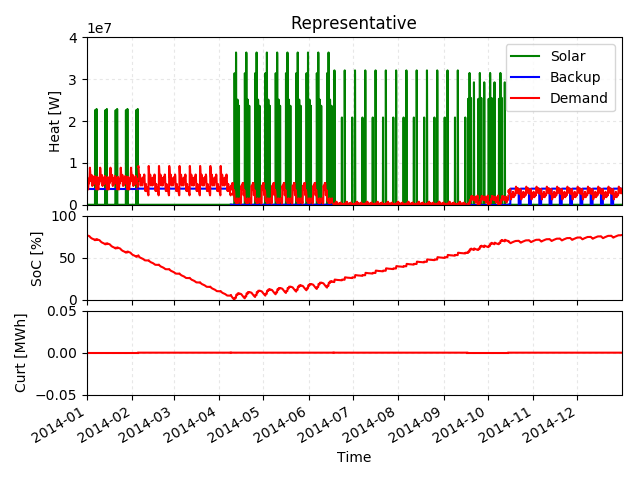 Representative
1e7
4
3
2
1
0
Heat [W]
Solar
Backup
Demand
100
50
0
SoC [%]
0.05
0.00
−0.05
Curt [MWh]
2014-01
2014-02
2014-03
2014-04
2014-05
2014-06
2014-07
2014-08
2014-09
2014-10
2014-11
2014-12
Time